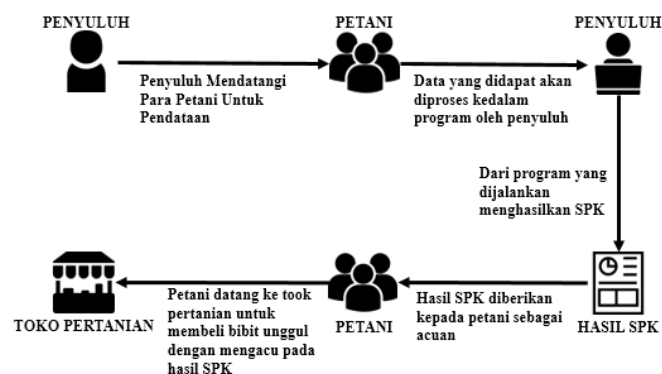 PENYULUH
PETANI
PENYULUH
Penyuluh Mendatangi
Para Petani Untuk
Pendataan
Data yang didapat akan
diproses kedalam
program oleh penyuluh
Dari program yang
dijalankan
menghasilkan SPK
HASIL SPK
Hasil SPK diberikan
kepada petani sebagai
acuan
PETANI
Petani datang ke took
pertanian untuk
membeli bibit unggul
dengan mengacu pada
hasil SPK
TOKO PERTANIAN